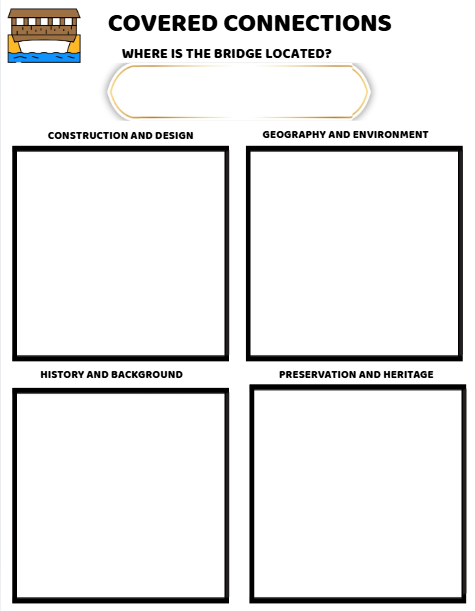 COVERED CONNECTIONS
WHERE IS THE BRIDGE LOCATED?
CONSTRUCTION AND DESIGN
GEOGRAPHY AND ENVIRONMENT
HISTORY AND BACKGROUND
PRESERVATION AND HERITAGE